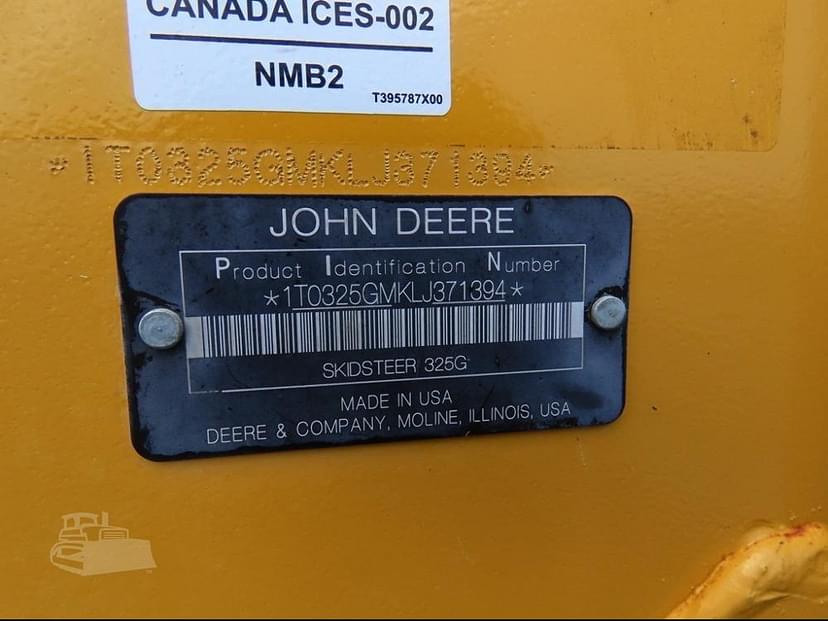 CANADA ICES-002
NMB2
T395787X00
*1T0325GMKLJ371394*
JOHN DEERE
Product Identification Number
*1T0325GMKLJ371394*
SKIDSTEER 325G
MADE IN USA
DEERE & COMPANY, MOLINE, ILLINOIS, USA